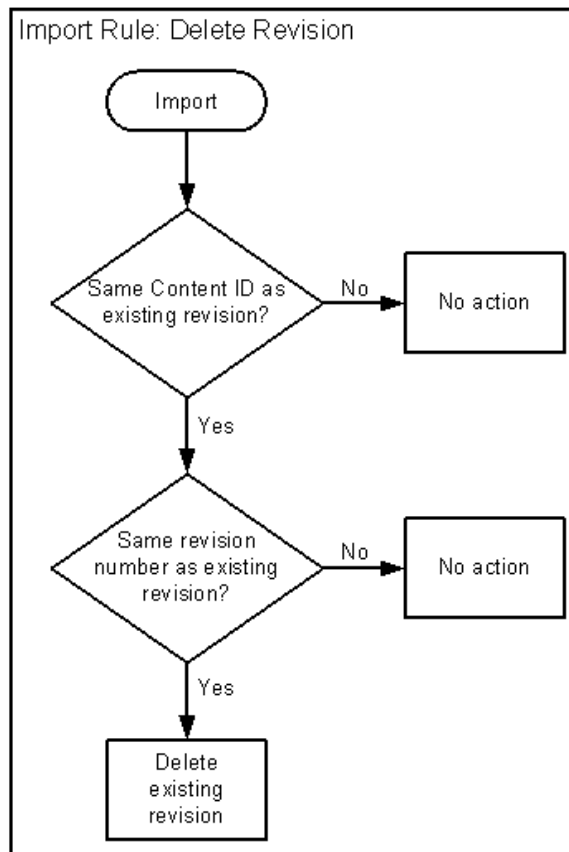 Import Rule: Delete Revision
Import
Same Content ID as
existing revision?
No
No action
Yes
Same revision
number as existing
revision?
No
No action
Yes
Delete
existing
revision